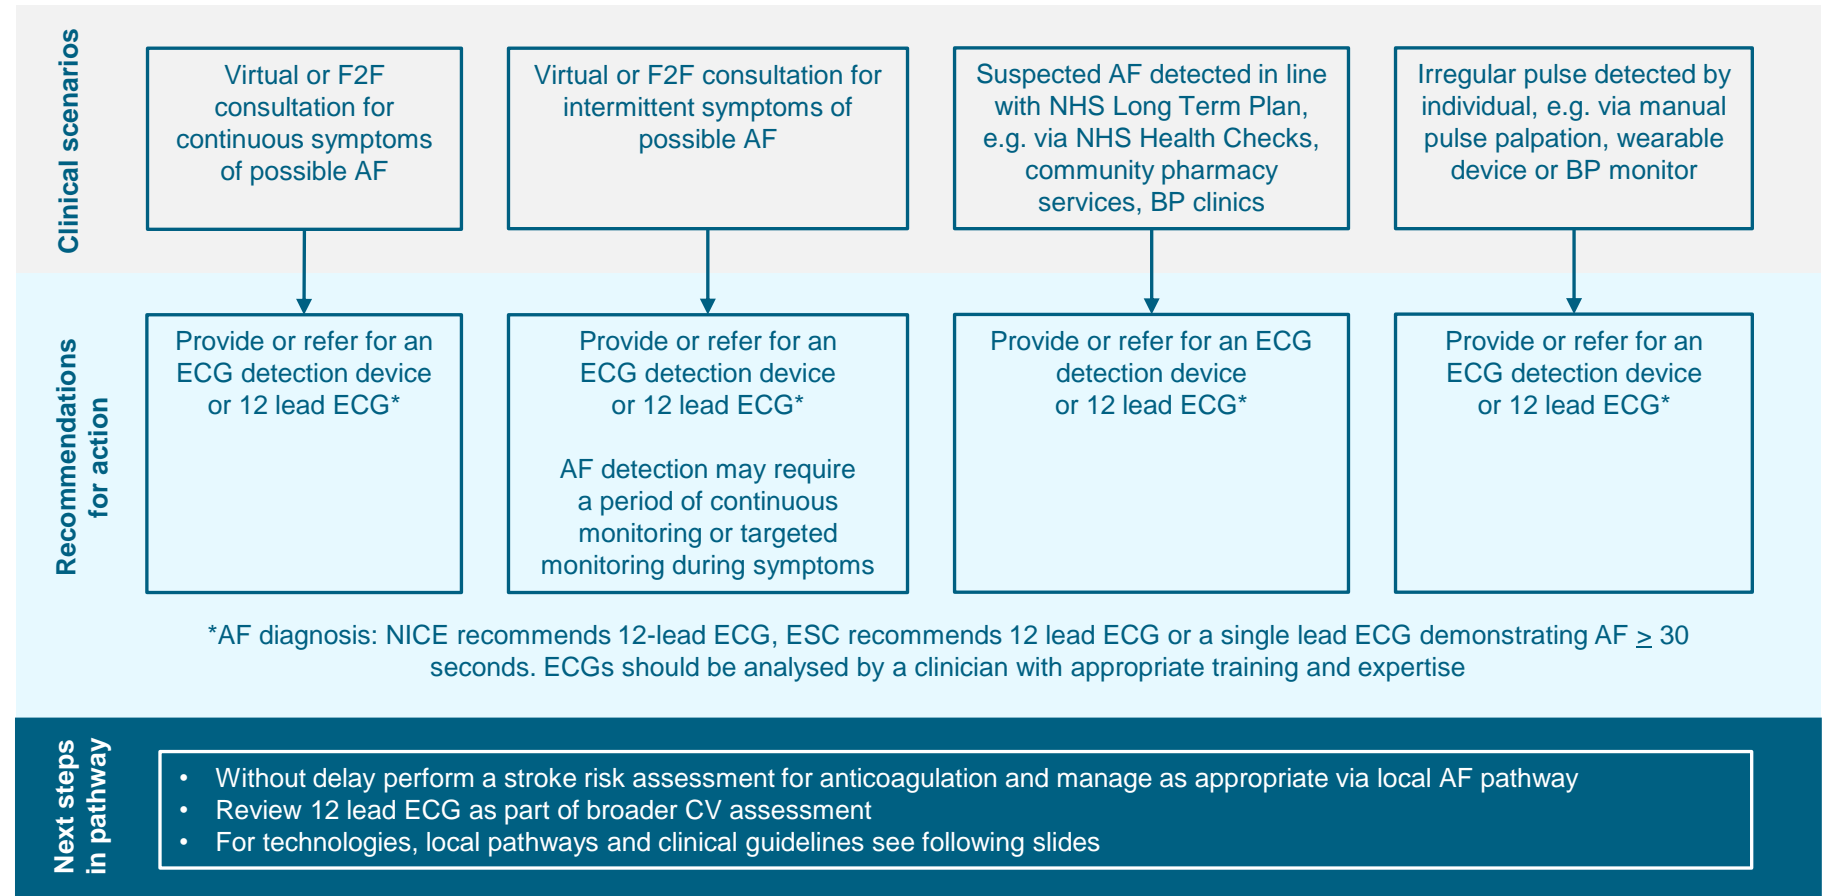 Clinical scenarios
Virtual or F2F
consultation for
continuous symptoms
of possible AF
Virtual or F2F consultation for
intermittent symptoms of
possible AF
Suspected AF detected in line
with NHS Long Term Plan,
e.g. via NHS Health Checks,
community pharmacy
services, BP clinics
Irregular pulse detected by
individual, e.g. via manual
pulse palpation, wearable
device or BP monitor
Recommendations
for action
Provide or refer for an
ECG detection device
or 12 lead ECG*
Provide or refer for an
ECG detection device
or 12 lead ECG*
AF detection may require
a period of continuous
monitoring or targeted
monitoring during symptoms
Provide or refer for an ECG
detection device
or 12 lead ECG*
Provide or refer for an
ECG detection device
or 12 lead ECG*
*AF diagnosis: NICE recommends 12-lead ECG, ESC recommends 12 lead ECG or a single lead ECG demonstrating AF ≥ 30
seconds. ECGs should be analysed by a clinician with appropriate training and expertise
Next steps
in pathway
• Without delay perform a stroke risk assessment for anticoagulation and manage as appropriate via local AF pathway
• Review 12 lead ECG as part of broader CV assessment
• For technologies, local pathways and clinical guidelines see following slides